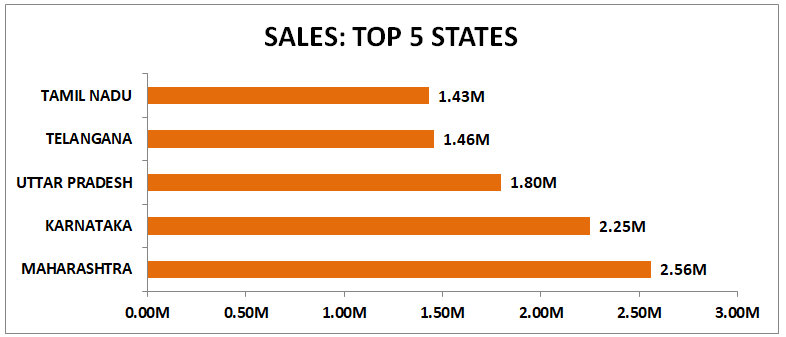 SALES: TOP 5 STATES
TAMIL NADU 1.43M
TELANGANA 1.46M
UTTAR PRADESH 1.80M
KARNATAKA 2.25M
MAHARASHTRA 2.56M
0.00M 0.50M 1.00M 1.50M 2.00M 2.50M 3.00M